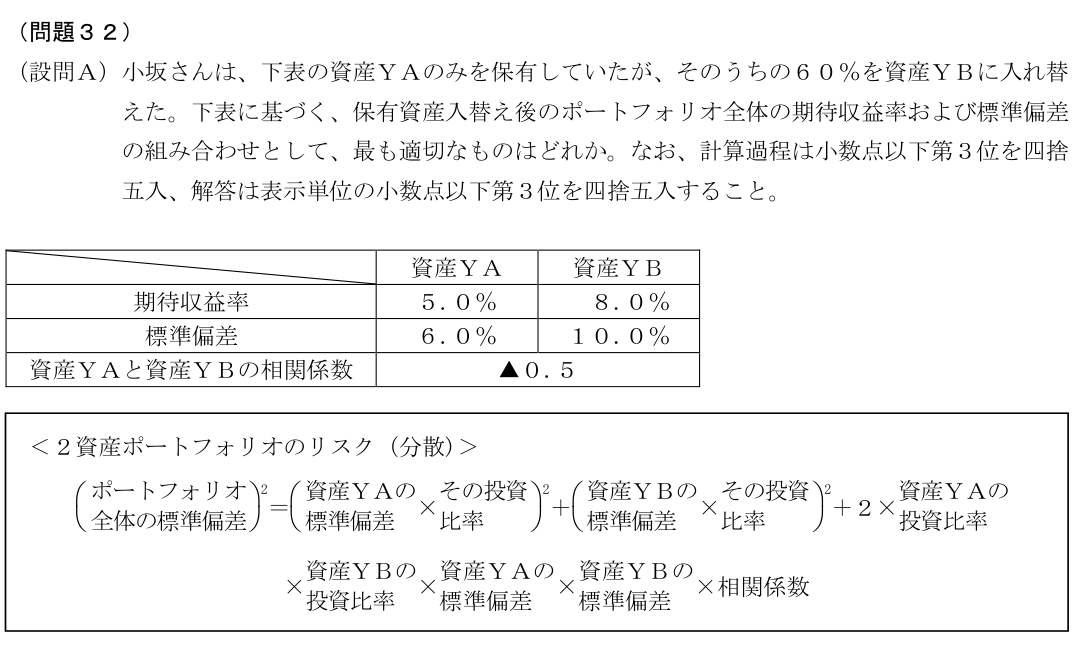 （問題３２）
（設問Ａ）小坂さんは、下表の資産ＹＡのみを保有していたが、そのうちの６０％を資産ＹＢに入れ替
えた。下表に基づく、保有資産入替え後のポートフォリオ全体の期待収益率および標準偏差
の組み合わせとして、最も適切なものはどれか。なお、計算過程は小数点以下第３位を四捨
五入、解答は表示単位の小数点以下第３位を四捨五入すること。
資産ＹＡ 資産ＹＢ
期待収益率 ５．０％ ８．０％
標準偏差 ６．０％ １０．０％
資産ＹＡと資産ＹＢの相関係数 ▲０．５
＜２資産ポートフォリオのリスク（分散）＞
(ポートフォリオ全体の標準偏差)²＝(資産ＹＡの標準偏差×その投資比率)²＋(資産ＹＢの標準偏差×その投資比率)²＋２×資産ＹＡの投資比率
×資産ＹＢの投資比率×資産ＹＡの標準偏差×資産ＹＢの標準偏差×相関係数